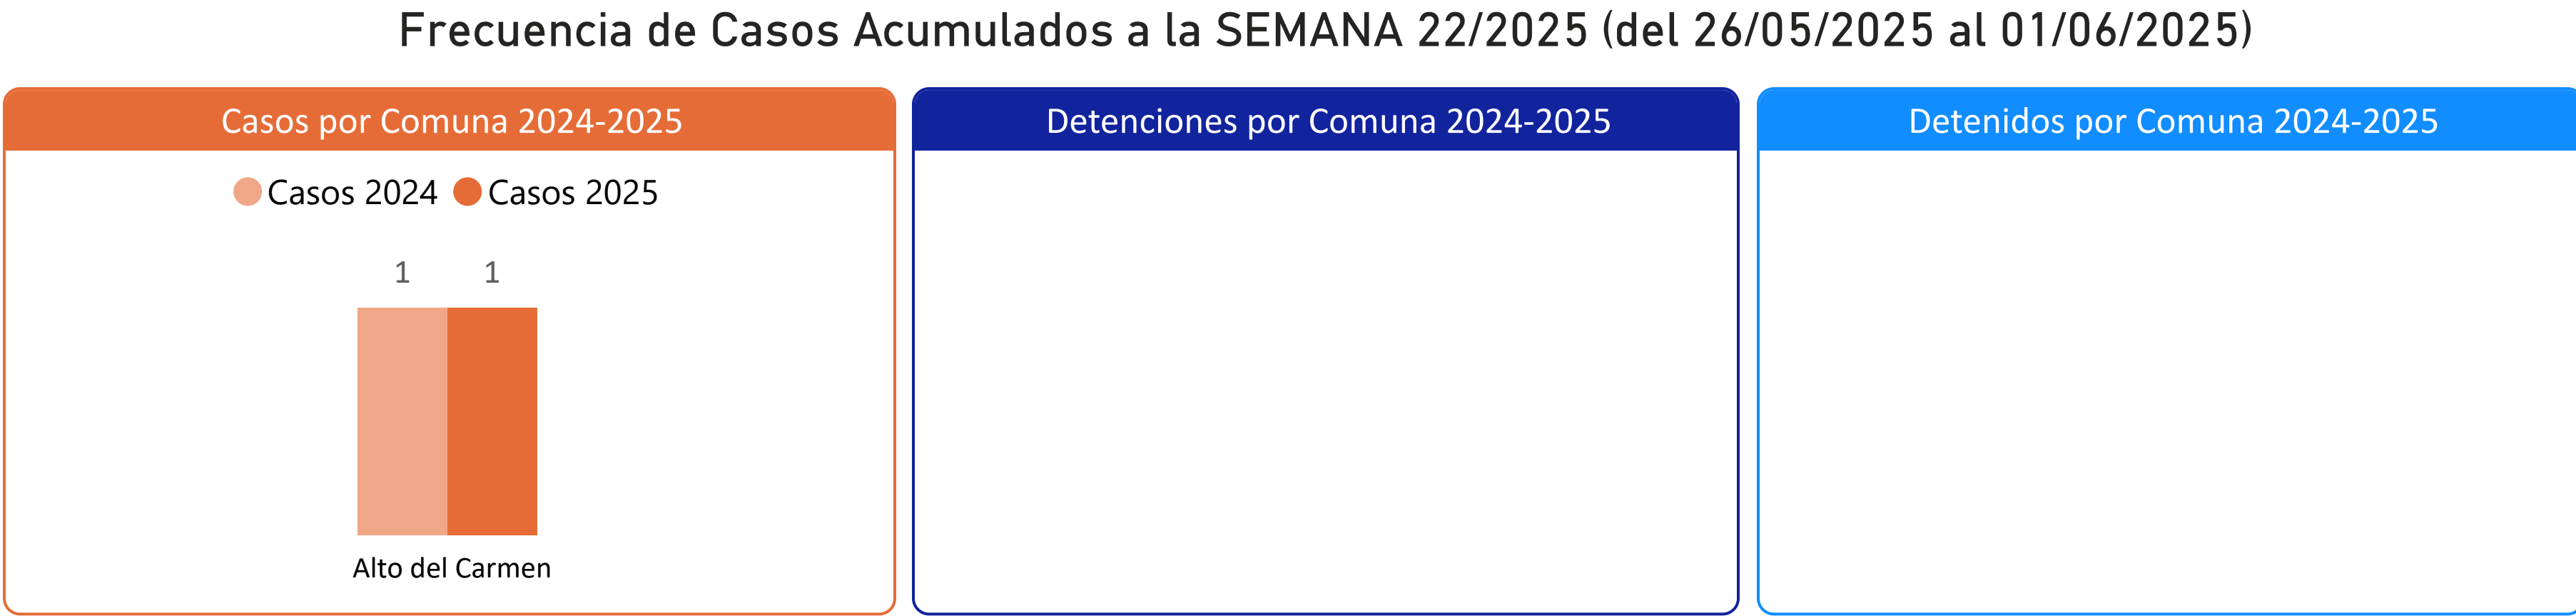 Frecuencia de Casos Acumulados a la SEMANA 22/2025 (del 26/05/2025 al 01/06/2025)
Casos por Comuna 2024-2025
Casos 2024 Casos 2025
1 1
Alto del Carmen
Detenciones por Comuna 2024-2025
Detenidos por Comuna 2024-2025